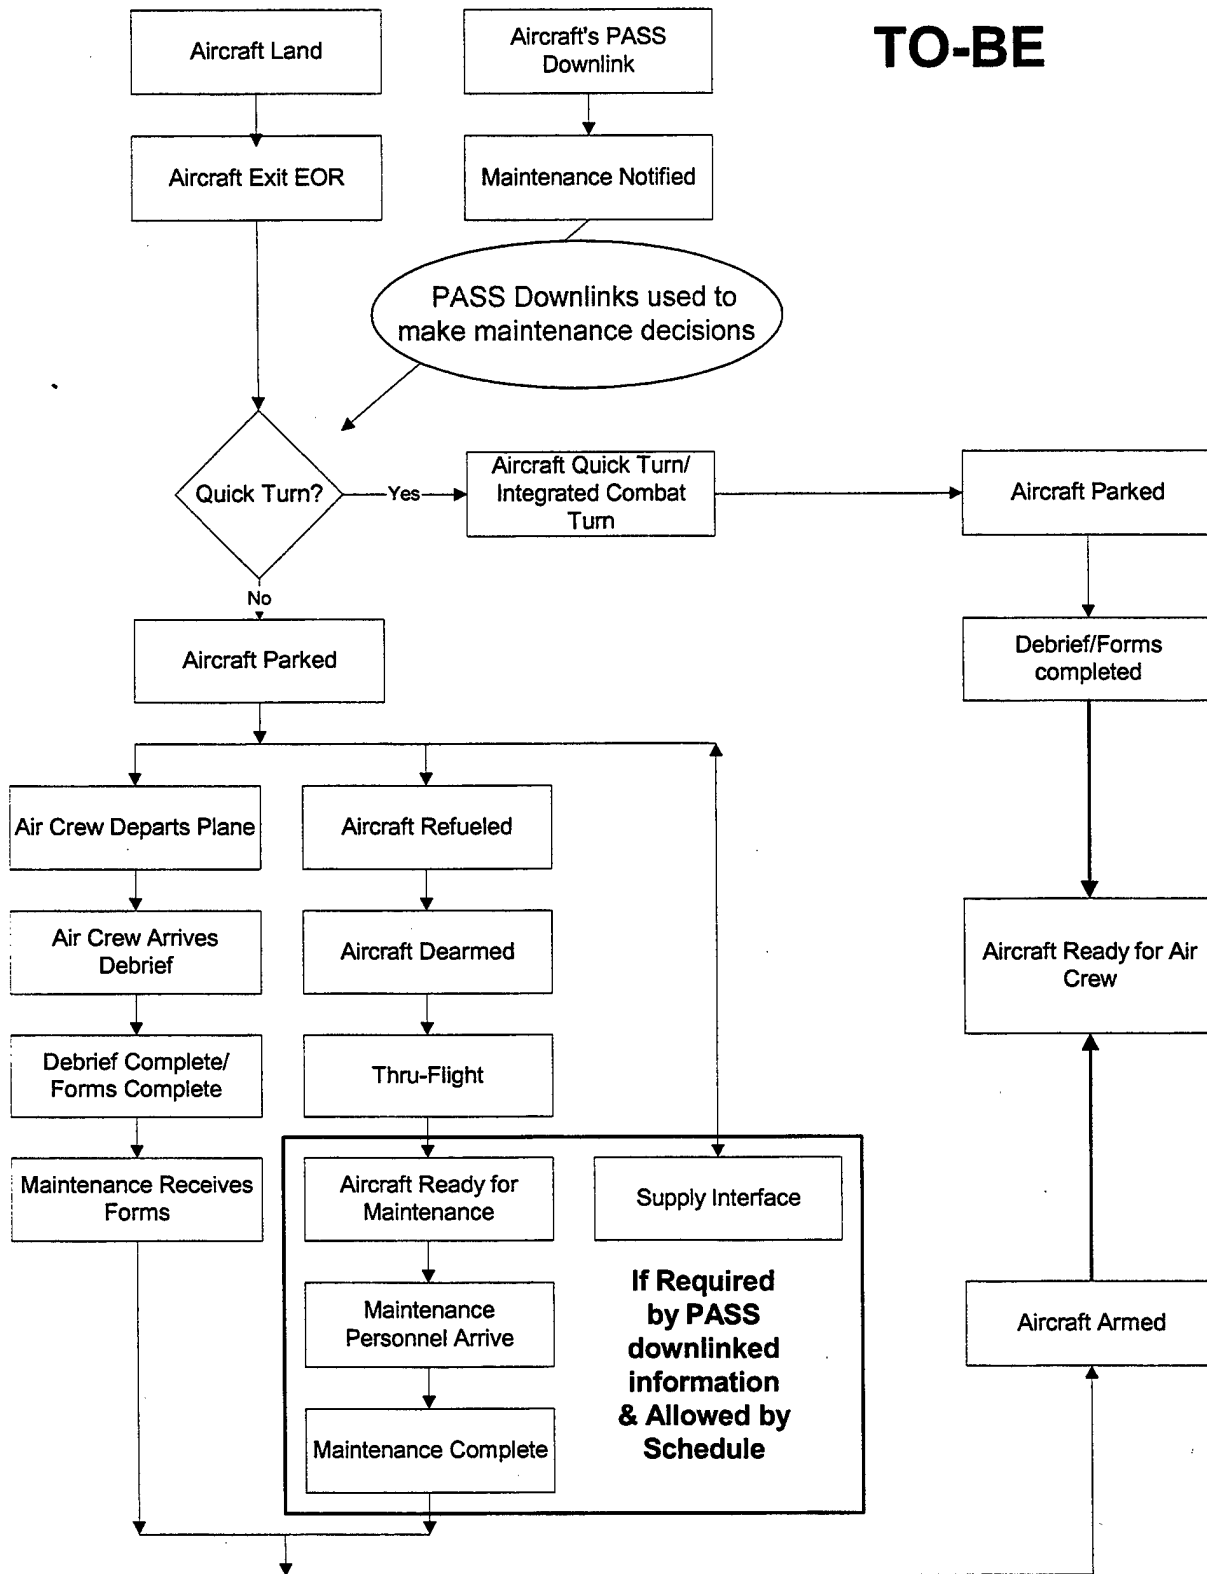 TO-BE
Aircraft Land
Aircraft's PASS
Downlink
Aircraft Exit EOR
Maintenance Notified
PASS Downlinks used to
make maintenance decisions
Quick Turn?
Yes
Aircraft Quick Turn/
Integrated Combat
Turn
Aircraft Parked
No
Aircraft Parked
Debrief/Forms
completed
Air Crew Departs Plane
Aircraft Refueled
Air Crew Arrives
Debrief
Aircraft Dearmed
Aircraft Ready for Air
Crew
Debrief Complete/
Forms Complete
Thru-Flight
Maintenance Receives
Forms
Aircraft Ready for
Maintenance
Supply Interface
Maintenance
Personnel Arrive
If Required
by PASS
downlinked
information
& Allowed by
Schedule
Aircraft Armed
Maintenance Complete